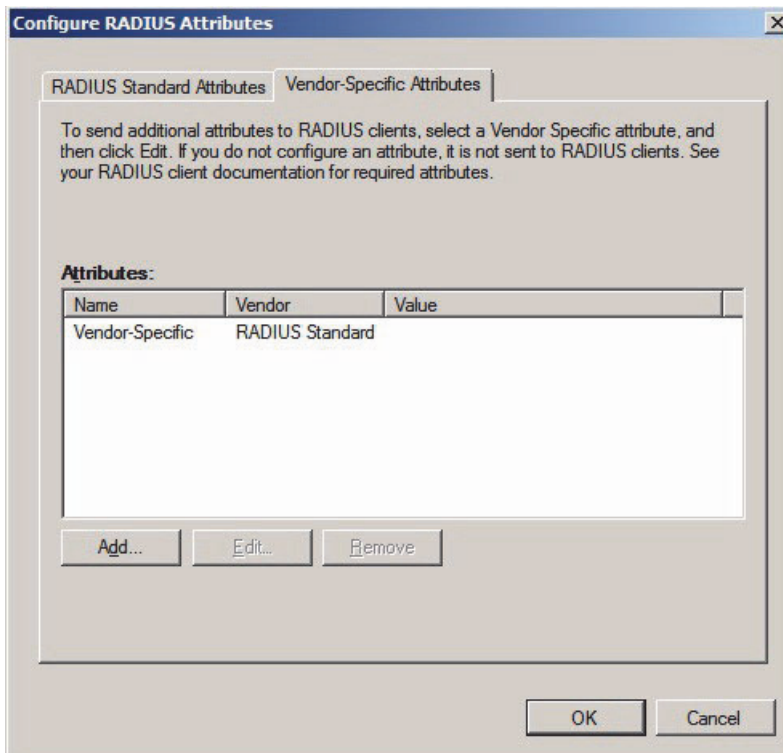 Configure RADIUS Attributes
RADIUS Standard Attributes Vendor-Specific Attributes
To send additional attributes to RADIUS clients, select a Vendor Specific attribute, and
then click Edit. If you do not configure an attribute, it is not sent to RADIUS clients. See
your RADIUS client documentation for required attributes.
Attributes:
Name Vendor Value
Vendor-Specific RADIUS Standard
Add... Edit... Remove
OK Cancel